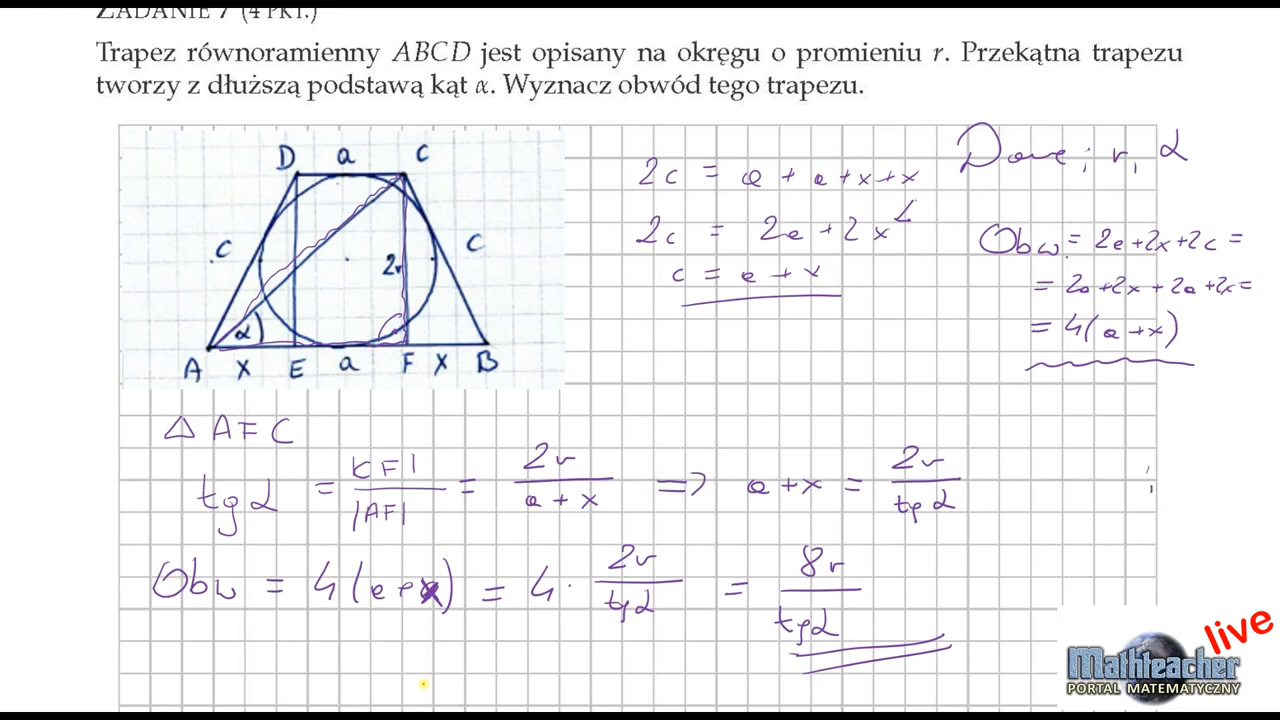 ZADANIE 7 (4 PKT.)
Trapez równoramienny ABCD jest opisany na okręgu o promieniu r. Przekątna trapezu
tworzy z dłuższą podstawą kąt α. Wyznacz obwód tego trapezu.
D a C
c 2r c
α
A x E a F x B
2c = a + a + x + x
2c = 2a + 2x
c = a + x
Dane ; r, α
Obw = 2a+2x+2c =
= 2a+2x+2a+2x =
= 4(a+x)
△ AFC
tgα = |CF| / |AF| = 2r / (a + x) ⇒ a + x = 2r / tgα
Obw = 4(a+x) = 4 · 2r / tgα = 8r / tgα
live
Mathteacher
PORTAL MATEMATYCZNY